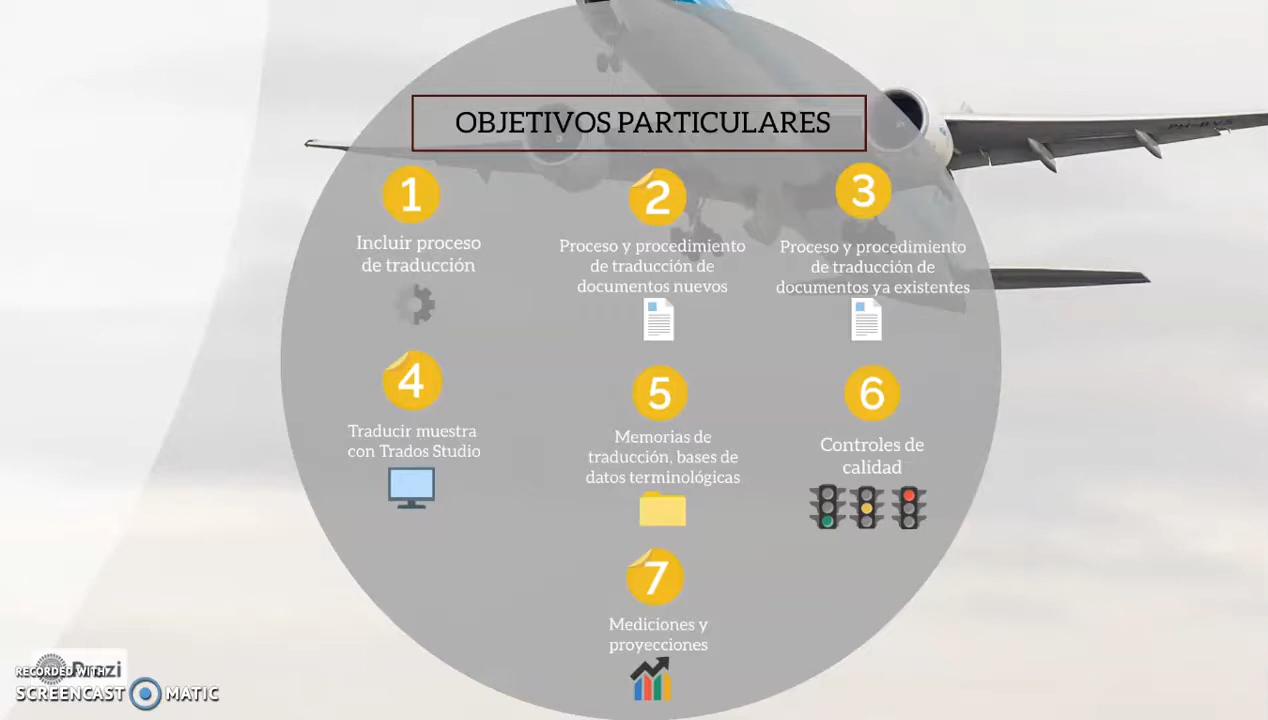 OBJETIVOS PARTICULARES
1
Incluir proceso
de traducción
2
Proceso y procedimiento
de traducción de
documentos nuevos
3
Proceso y procedimiento
de traducción de
documentos ya existentes
4
Traducir muestra
con Trados Studio
5
Memorias de
traducción, bases de
datos terminológicas
6
Controles de
calidad
7
Mediciones y
proyecciones
Prezi
RECORDED WITH
SCREENCAST MATIC